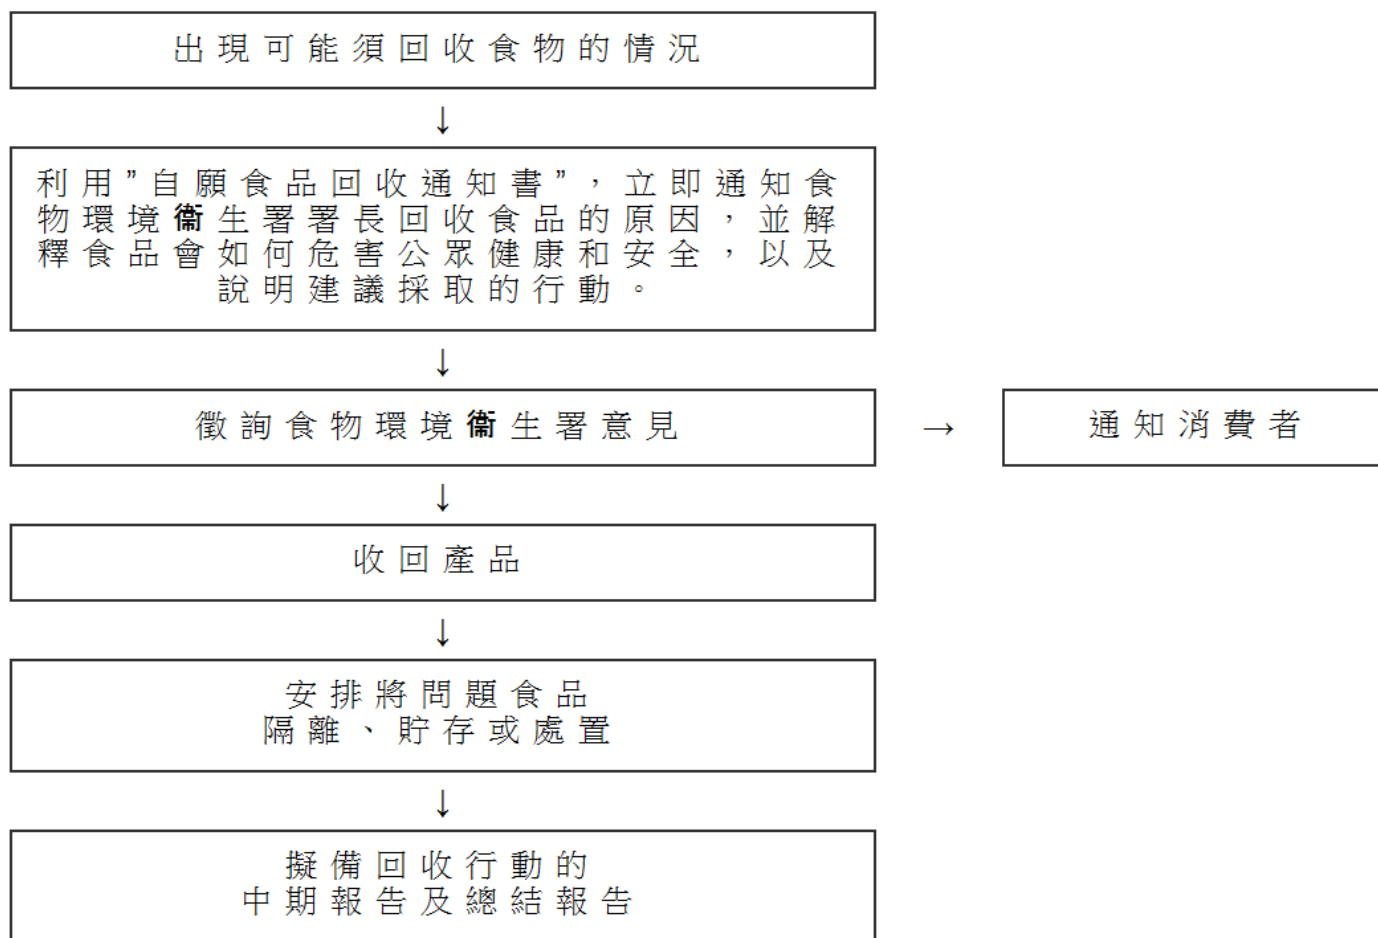 出現可能須回收食物的情況
↓
利用”自願食品回收通知書”，立即通知食
物環境衞生署署長回收食品的原因，並解
釋食品會如何危害公眾健康和安全，以及
說明建議採取的行動。
↓
徵詢食物環境衞生署意見 → 通知消費者
↓
收回產品
↓
安排將問題食品
隔離、貯存或處置
↓
擬備回收行動的
中期報告及總結報告